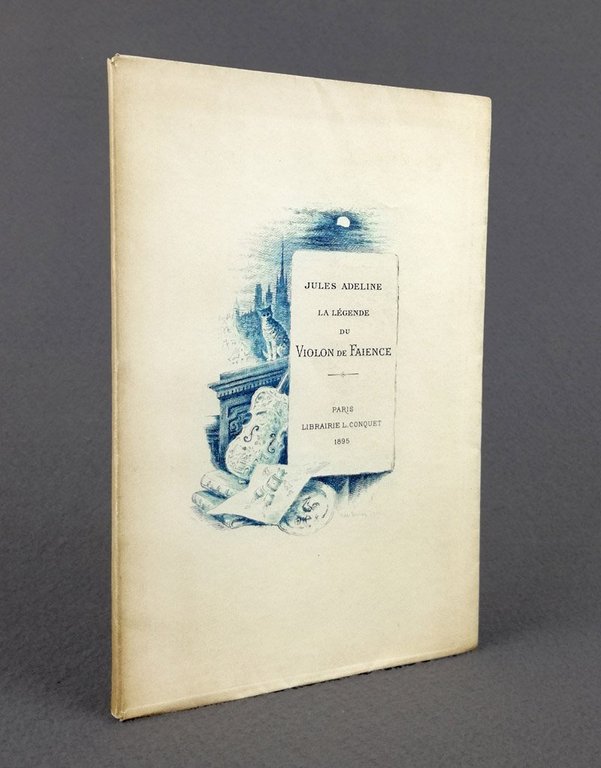 JULES ADELINE
LA LÉGENDE
DU
VIOLON DE FAIENCE
PARIS
LIBRAIRIE L. CONQUET
1895